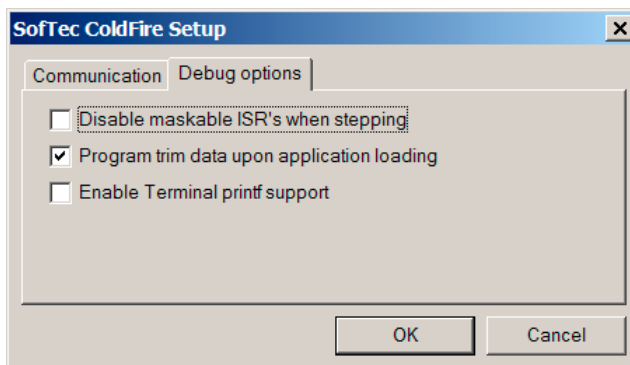 SofTec ColdFire Setup
Communication Debug options
Disable maskable ISR's when stepping
Program trim data upon application loading
Enable Terminal printf support
OK Cancel